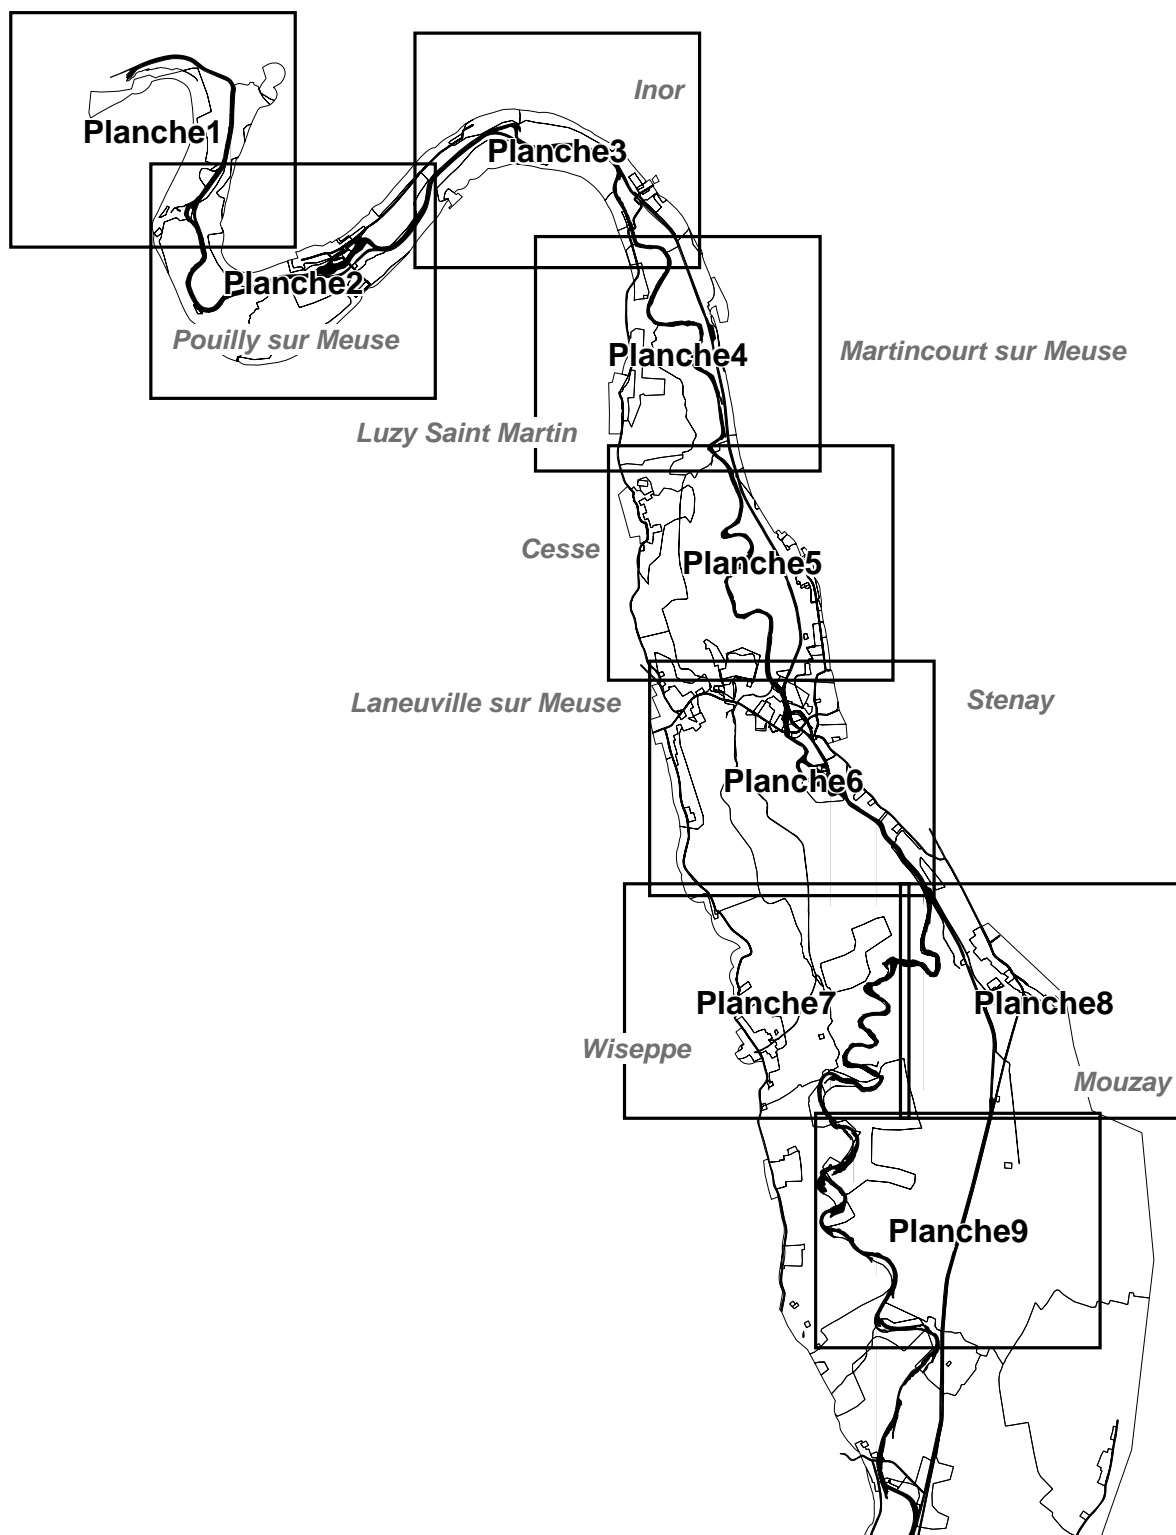 Inor
Planche1
Planche3
Planche2
Pouilly sur Meuse
Planche4
Martincourt sur Meuse
Luzy Saint Martin
Cesse
Planche5
Laneuville sur Meuse
Stenay
Planche6
Planche7
Planche8
Wiseppe
Mouzay
Planche9